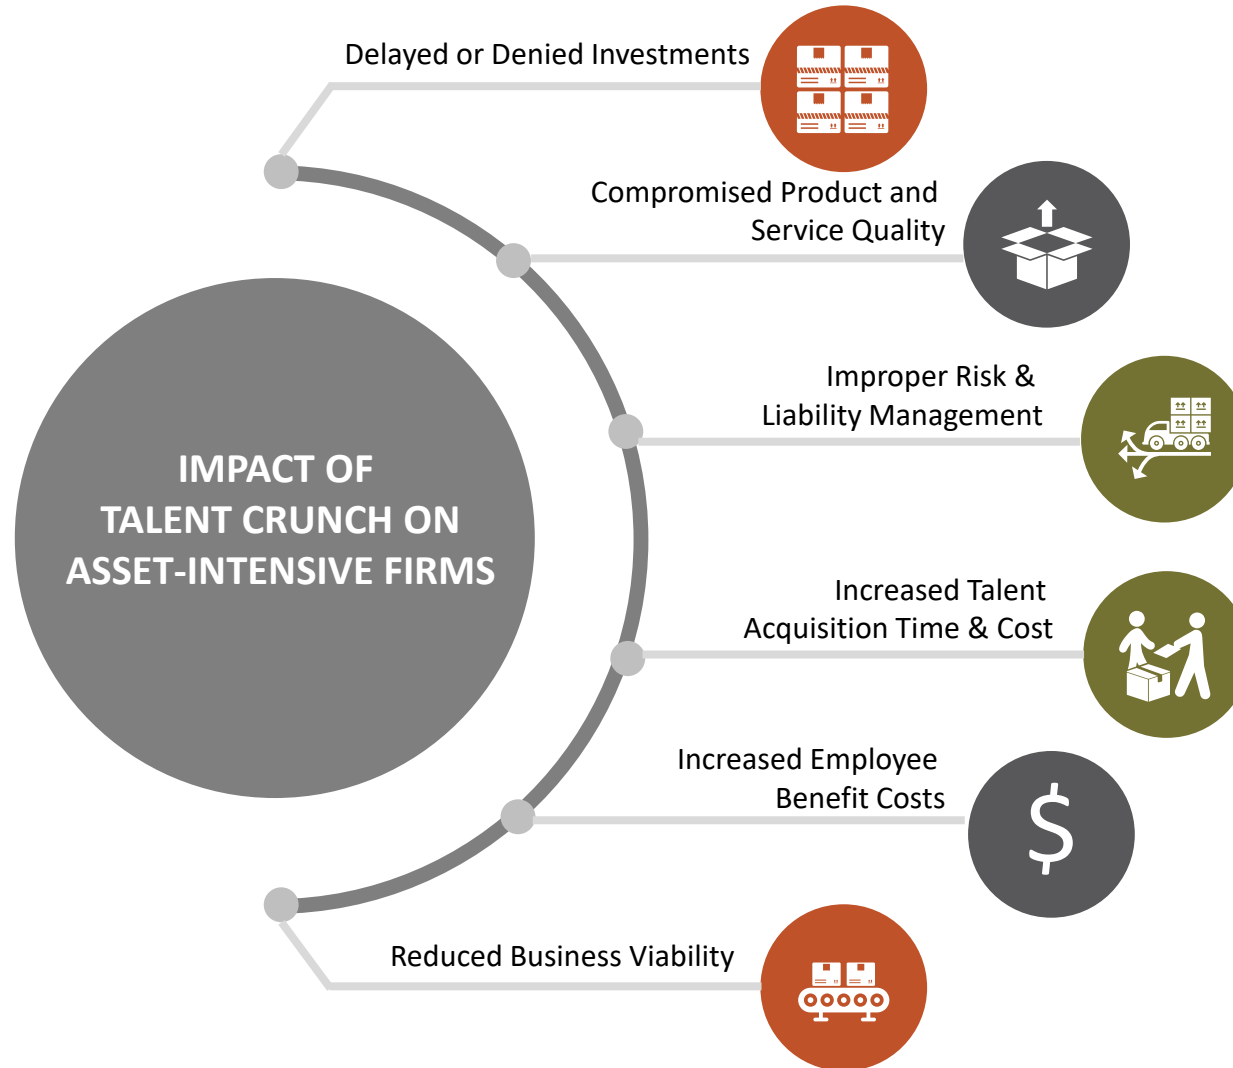 Delayed or Denied Investments
Compromised Product and
Service Quality
Improper Risk &
Liability Management
IMPACT OF
TALENT CRUNCH ON
ASSET-INTENSIVE FIRMS
Increased Talent
Acquisition Time & Cost
Increased Employee
Benefit Costs
$
Reduced Business Viability